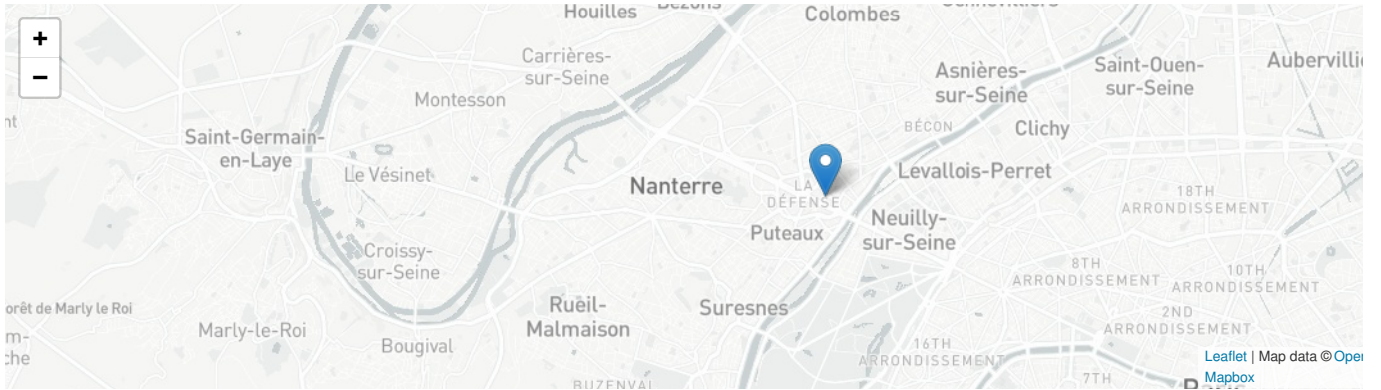 +
−
Houilles
Colombes
Carrières-
sur-Seine
Asnières-
sur-Seine
Saint-Ouen-
sur-Seine
Montesson
BÉCON
Clichy
Saint-Germain-
en-Laye
Le Vésinet
Nanterre
LA
DÉFENSE
Levallois-Perret
18TH
ARRONDISSEMENT
Puteaux
Neuilly-
sur-Seine
Croissy-
sur-Seine
8TH
ARRONDISSEMENT
10TH
ARRONDISSEMENT
Rueil-
Malmaison
Suresnes
2ND
ARRONDISSEMENT
orêt de Marly le Roi
Marly-le-Roi
Bougival
16TH
ARRONDISSEMENT
7TH
BUZENVAL
Leaflet | Map data © Oper
Mapbox